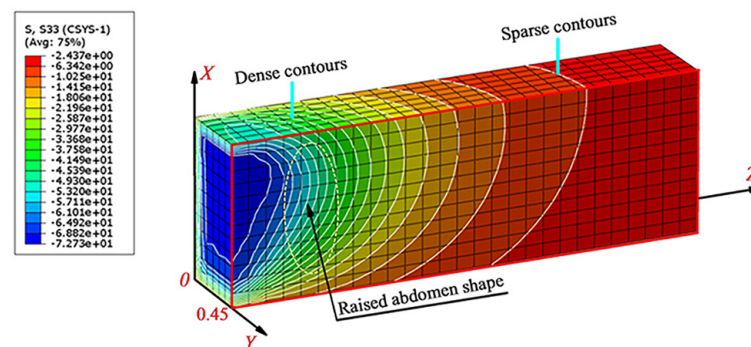 S, S33 (CSYS-1)
(Avg: 75%)
-2.437e+00
-6.342e+00
-1.025e+01
-1.415e+01
-1.806e+01
-2.196e+01
-2.587e+01
-2.977e+01
-3.368e+01
-3.758e+01
-4.149e+01
-4.539e+01
-4.930e+01
-5.320e+01
-5.711e+01
-6.101e+01
-6.492e+01
-6.882e+01
-7.273e+01
X
Dense contours
Sparse contours
Z
0
0.45
Y
Raised abdomen shape